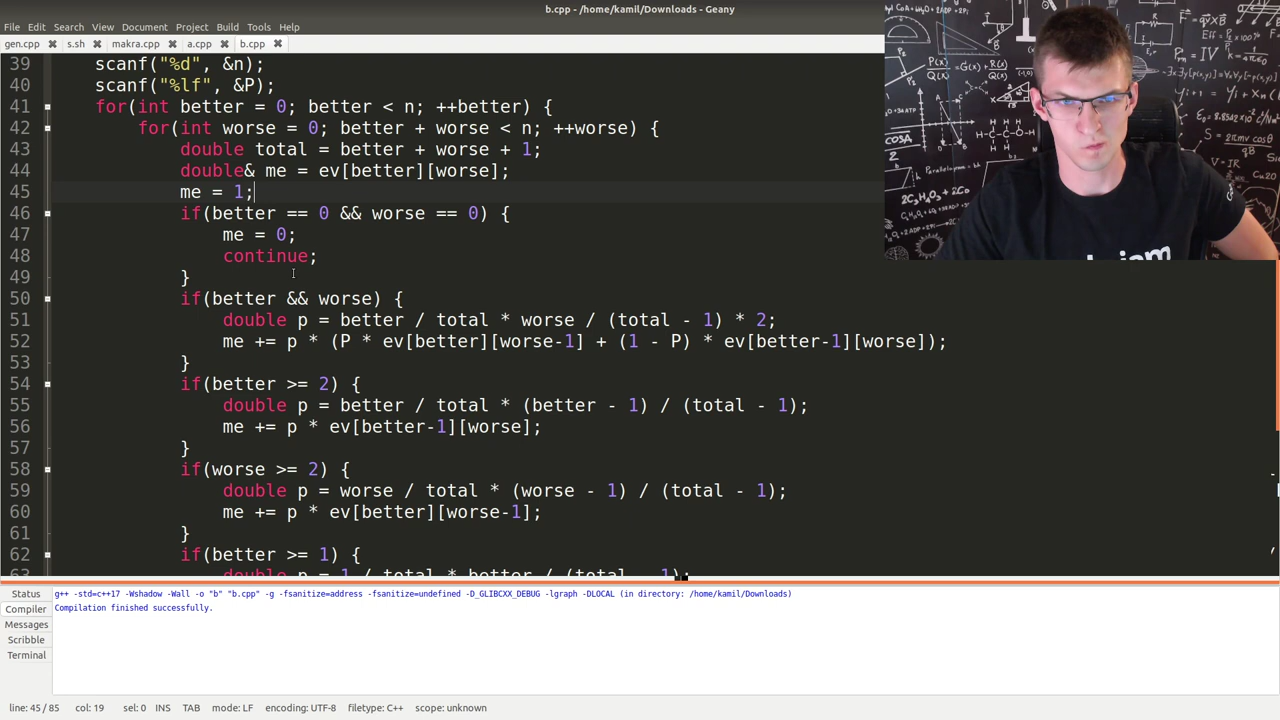 b.cpp - /home/kamil/Downloads - Geany
File Edit Search View Document Project Build Tools Help
gen.cpp s.sh makra.cpp a.cpp b.cpp
39 scanf("%d", &n);
40 scanf("%lf", &P);
41 for(int better = 0; better < n; ++better) {
42 for(int worse = 0; better + worse < n; ++worse) {
43 double total = better + worse + 1;
44 double& me = ev[better][worse];
45 me = 1;
46 if(better == 0 && worse == 0) {
47 me = 0;
48 continue;
49 }
50 if(better && worse) {
51 double p = better / total * worse / (total - 1) * 2;
52 me += p * (P * ev[better][worse-1] + (1 - P) * ev[better-1][worse]);
53 }
54 if(better >= 2) {
55 double p = better / total * (better - 1) / (total - 1);
56 me += p * ev[better-1][worse];
57 }
58 if(worse >= 2) {
59 double p = worse / total * (worse - 1) / (total - 1);
60 me += p * ev[better][worse-1];
61 }
62 if(better >= 1) {
63 double p = 1 / total * better / (total - 1);
Status
Compiler
Messages
Scribble
Terminal
g++ -std=c++17 -Wshadow -Wall -o "b" "b.cpp" -g -fsanitize=address -fsanitize=undefined -D_GLIBCXX_DEBUG -lgraph -DLOCAL (in directory: /home/kamil/Downloads)
Compilation finished successfully.
line: 45 / 85 col: 19 sel: 0 INS TAB mode: LF encoding: UTF-8 filetype: C++ scope: unknown